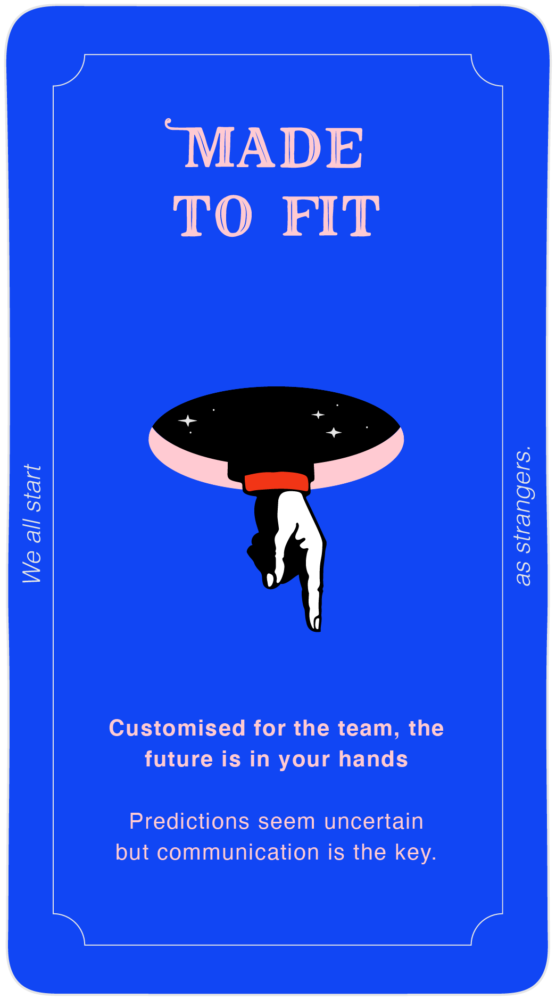 MADE
TO FIT
We all start
as strangers.
Customised for the team, the
future is in your hands
Predictions seem uncertain
but communication is the key.